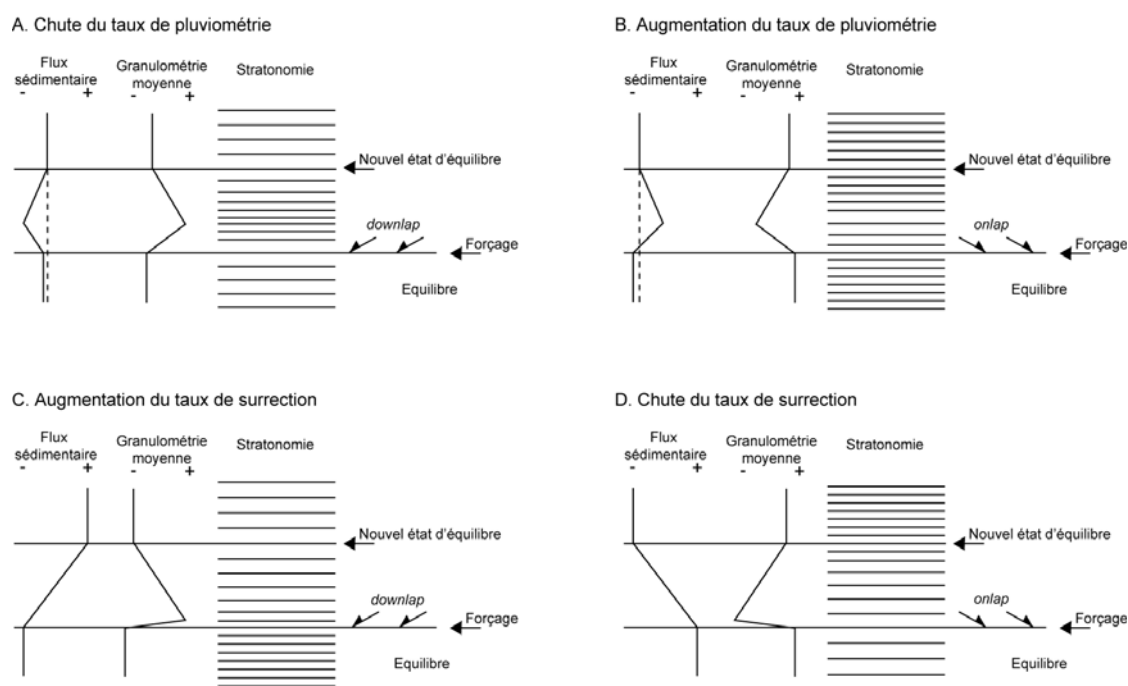 A. Chute du taux de pluviométrie
Flux
sédimentaire
- +
Granulométrie
moyenne
- +
Stratonomie
Nouvel état d'équilibre
downlap
Forçage
Equilibre
B. Augmentation du taux de pluviométrie
Flux
sédimentaire
- +
Granulométrie
moyenne
- +
Stratonomie
Nouvel état d'équilibre
onlap
Forçage
Equilibre
C. Augmentation du taux de surrection
Flux
sédimentaire
- +
Granulométrie
moyenne
- +
Stratonomie
Nouvel état d'équilibre
downlap
Forçage
Equilibre
D. Chute du taux de surrection
Flux
sédimentaire
- +
Granulométrie
moyenne
- +
Stratonomie
Nouvel état d'équilibre
onlap
Forçage
Equilibre